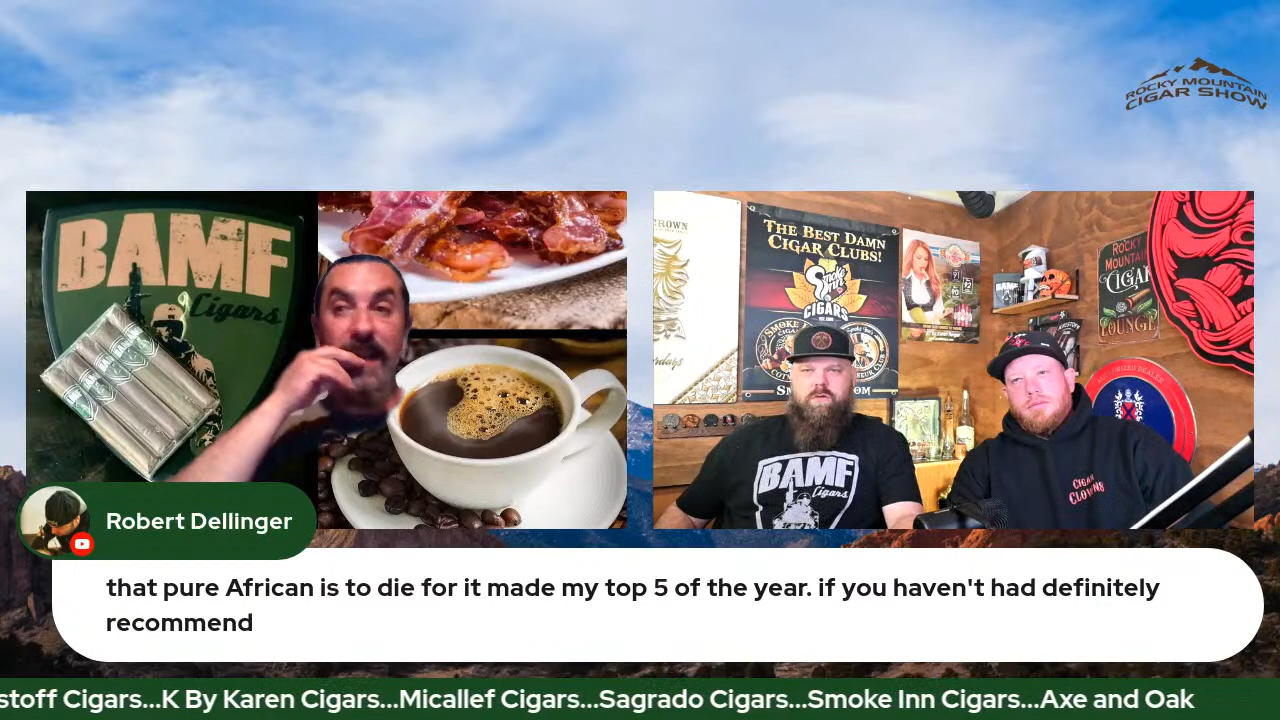 ROCKY MOUNTAIN
CIGAR SHOW
BAMF
Cigars
THE BEST DAMN
CIGAR CLUBS!
Smoke
Inn
CIGARS
ROCKY
MOUNTAIN
CIGAR
LOUNGE
BAMF
BAMF
Cigars
CIGAR
CLOWNS
AUTHORIZED DEALER
Robert Dellinger
that pure African is to die for it made my top 5 of the year. if you haven't had definitely
recommend
stoff Cigars...K By Karen Cigars...Micallef Cigars...Sagrado Cigars...Smoke Inn Cigars...Axe and Oak